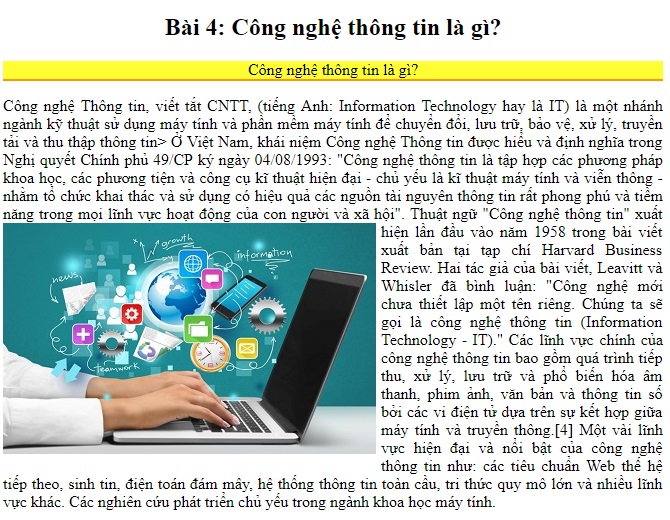 Bài 4: Công nghệ thông tin là gì?
Công nghệ thông tin là gì?
Công nghệ Thông tin, viết tắt CNTT, (tiếng Anh: Information Technology hay là IT) là một nhánh
ngành kỹ thuật sử dụng máy tính và phần mềm máy tính để chuyển đổi, lưu trữ, bảo vệ, xử lý, truyền
tải và thu thập thông tin> Ở Việt Nam, khái niệm Công nghệ Thông tin được hiểu và định nghĩa trong
Nghị quyết Chính phủ 49/CP ký ngày 04/08/1993: "Công nghệ thông tin là tập hợp các phương pháp
khoa học, các phương tiện và công cụ kĩ thuật hiện đại - chủ yếu là kĩ thuật máy tính và viễn thông -
nhằm tổ chức khai thác và sử dụng có hiệu quả các nguồn tài nguyên thông tin rất phong phú và tiềm
năng trong mọi lĩnh vực hoạt động của con người và xã hội". Thuật ngữ "Công nghệ thông tin" xuất
hiện lần đầu vào năm 1958 trong bài viết
xuất bản tại tạp chí Harvard Business
Review. Hai tác giả của bài viết, Leavitt và
Whisler đã bình luận: "Công nghệ mới
chưa thiết lập một tên riêng. Chúng ta sẽ
gọi là công nghệ thông tin (Information
Technology - IT)." Các lĩnh vực chính của
công nghệ thông tin bao gồm quá trình tiếp
thu, xử lý, lưu trữ và phổ biến hóa âm
thanh, phim ảnh, văn bản và thông tin số
bởi các vi điện tử dựa trên sự kết hợp giữa
máy tính và truyền thông.[4] Một vài lĩnh
vực hiện đại và nổi bật của công nghệ
thông tin như: các tiêu chuẩn Web thế hệ
tiếp theo, sinh tin, điện toán đám mây, hệ thống thông tin toàn cầu, tri thức quy mô lớn và nhiều lĩnh
vực khác. Các nghiên cứu phát triển chủ yếu trong ngành khoa học máy tính.
growth
information
news
teamwork